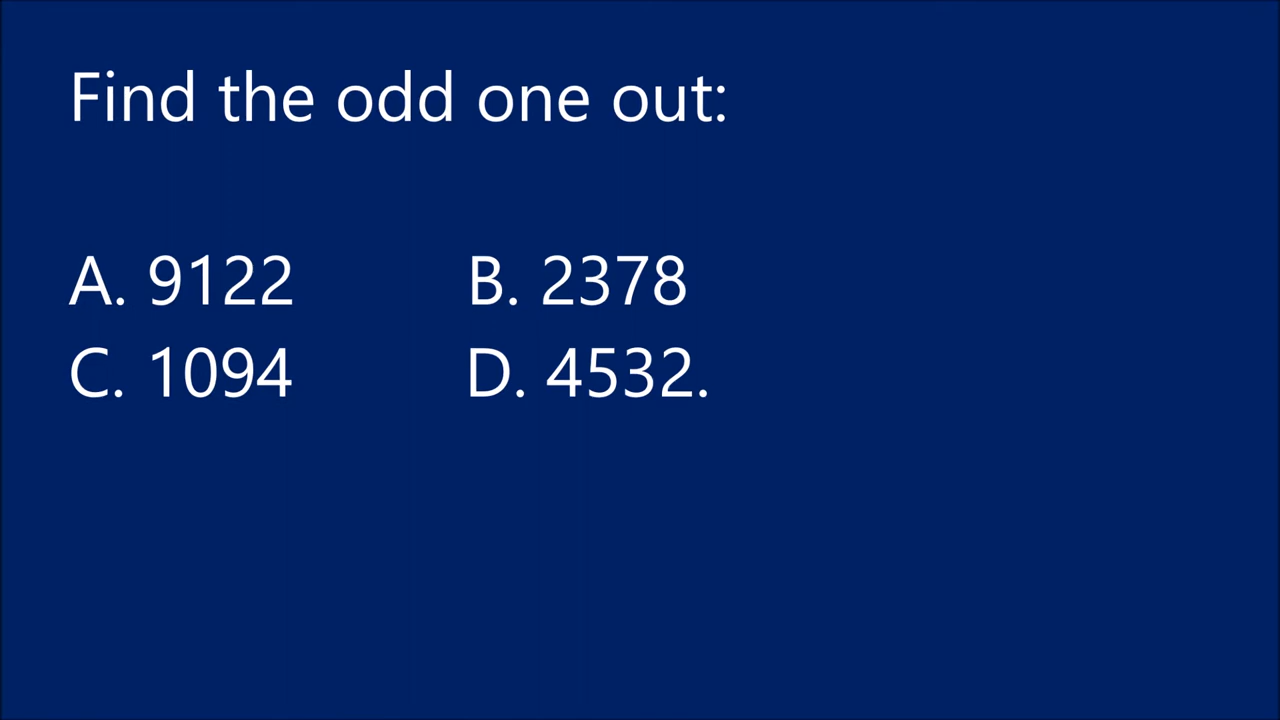 Find the odd one out:
A. 9122 B. 2378
C. 1094 D. 4532.